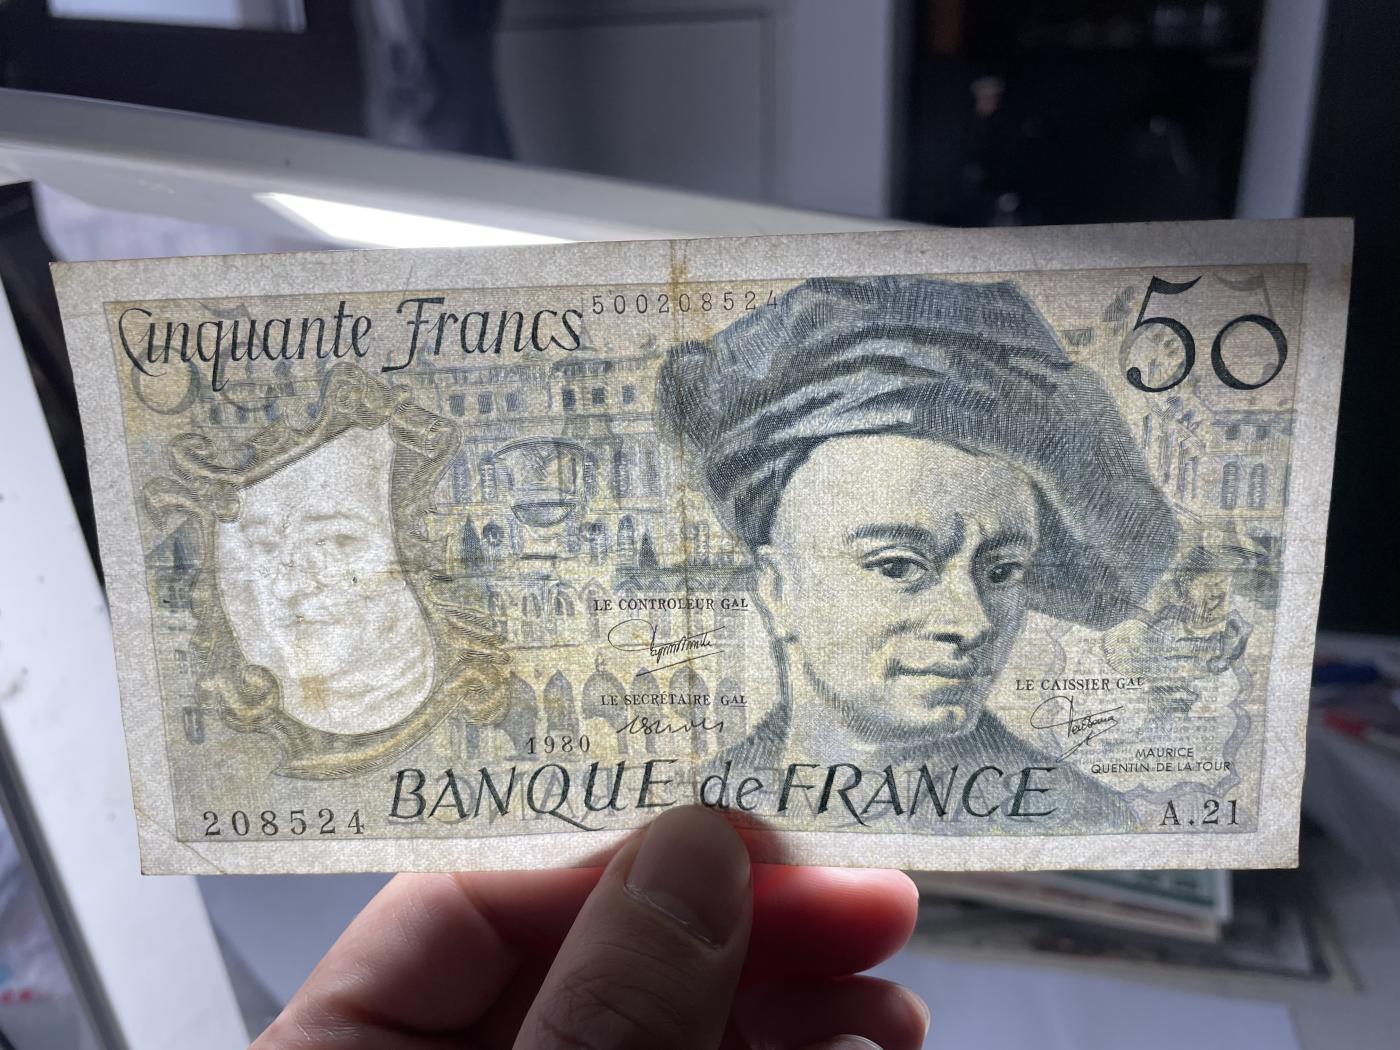 Cinquante Francs
500208524
50
LE CONTROLEUR GAL
LE SECRÉTAIRE GAL
LE CAISSIER GAL
1980
MAURICE
QUENTIN DE LA TOUR
BANQUE de FRANCE
208524
A.21